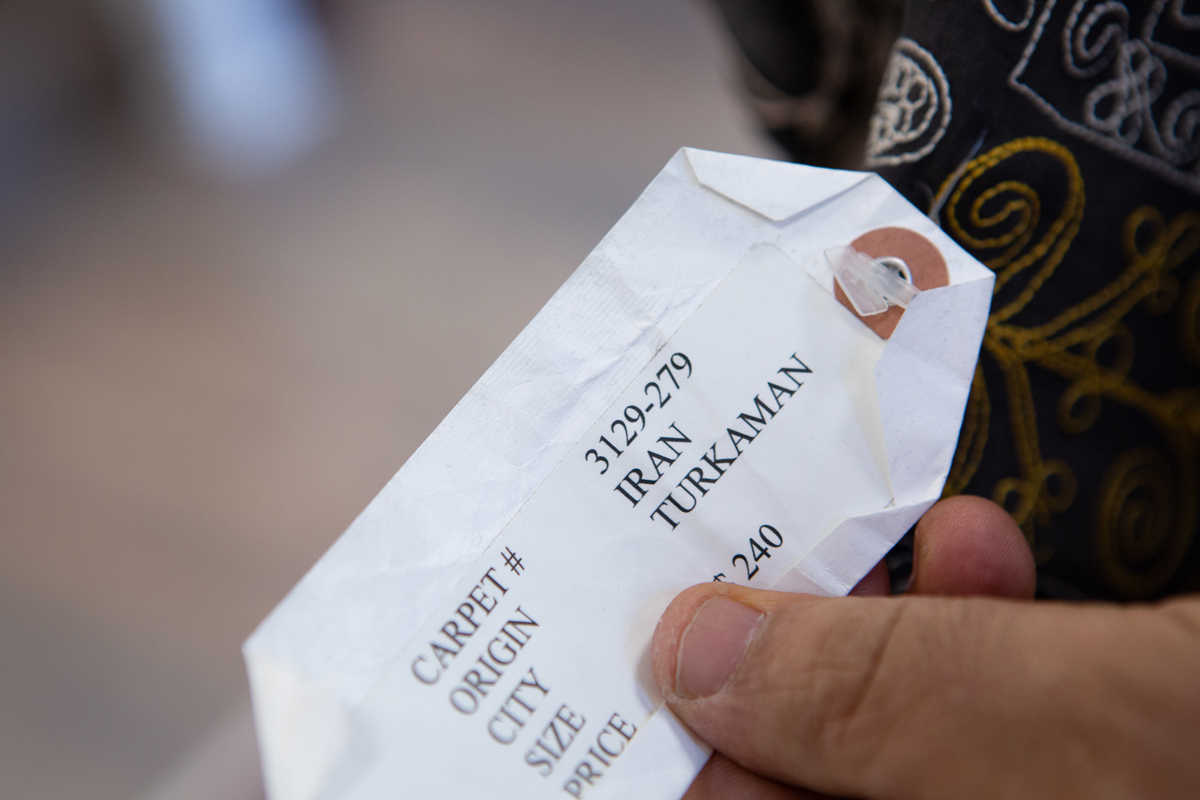 CARPET # 3129-279
ORIGIN IRAN
CITY TURKAMAN
SIZE
PRICE 240